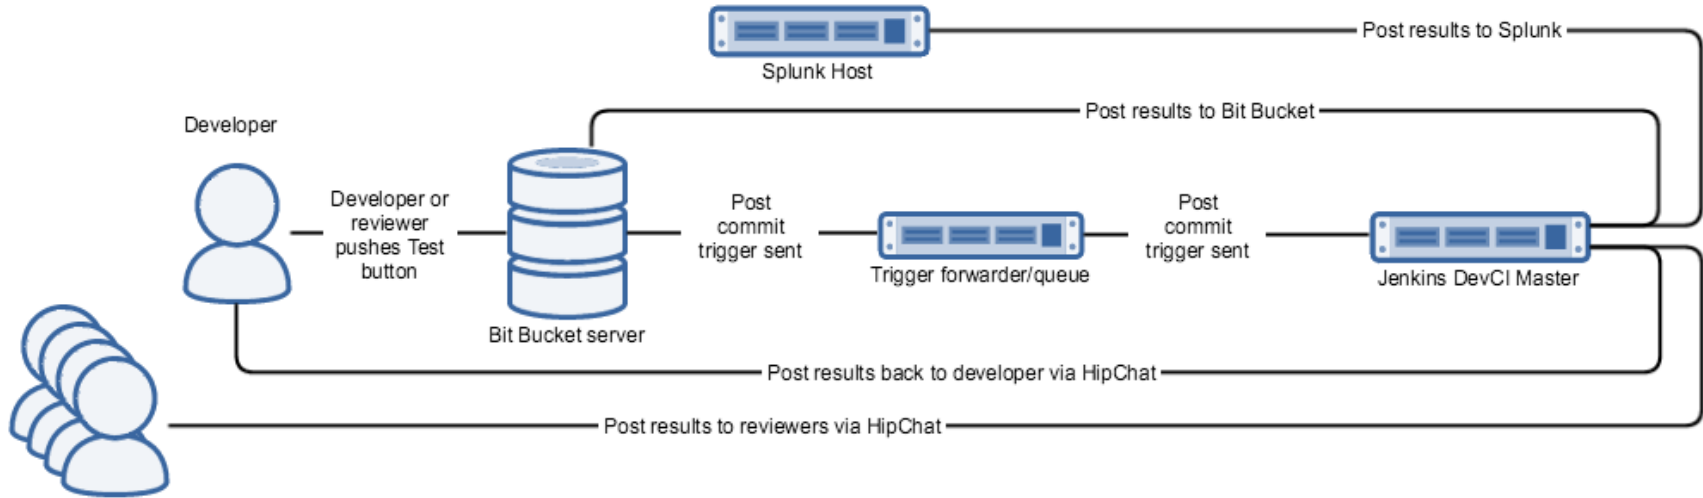 Post results to Splunk
Splunk Host
Post results to Bit Bucket
Developer
Developer or
reviewer
pushes Test
button
Post
commit
trigger sent
Post
commit
trigger sent
Trigger forwarder/queue
Jenkins DevCI Master
Bit Bucket server
Post results back to developer via HipChat
Post results to reviewers via HipChat